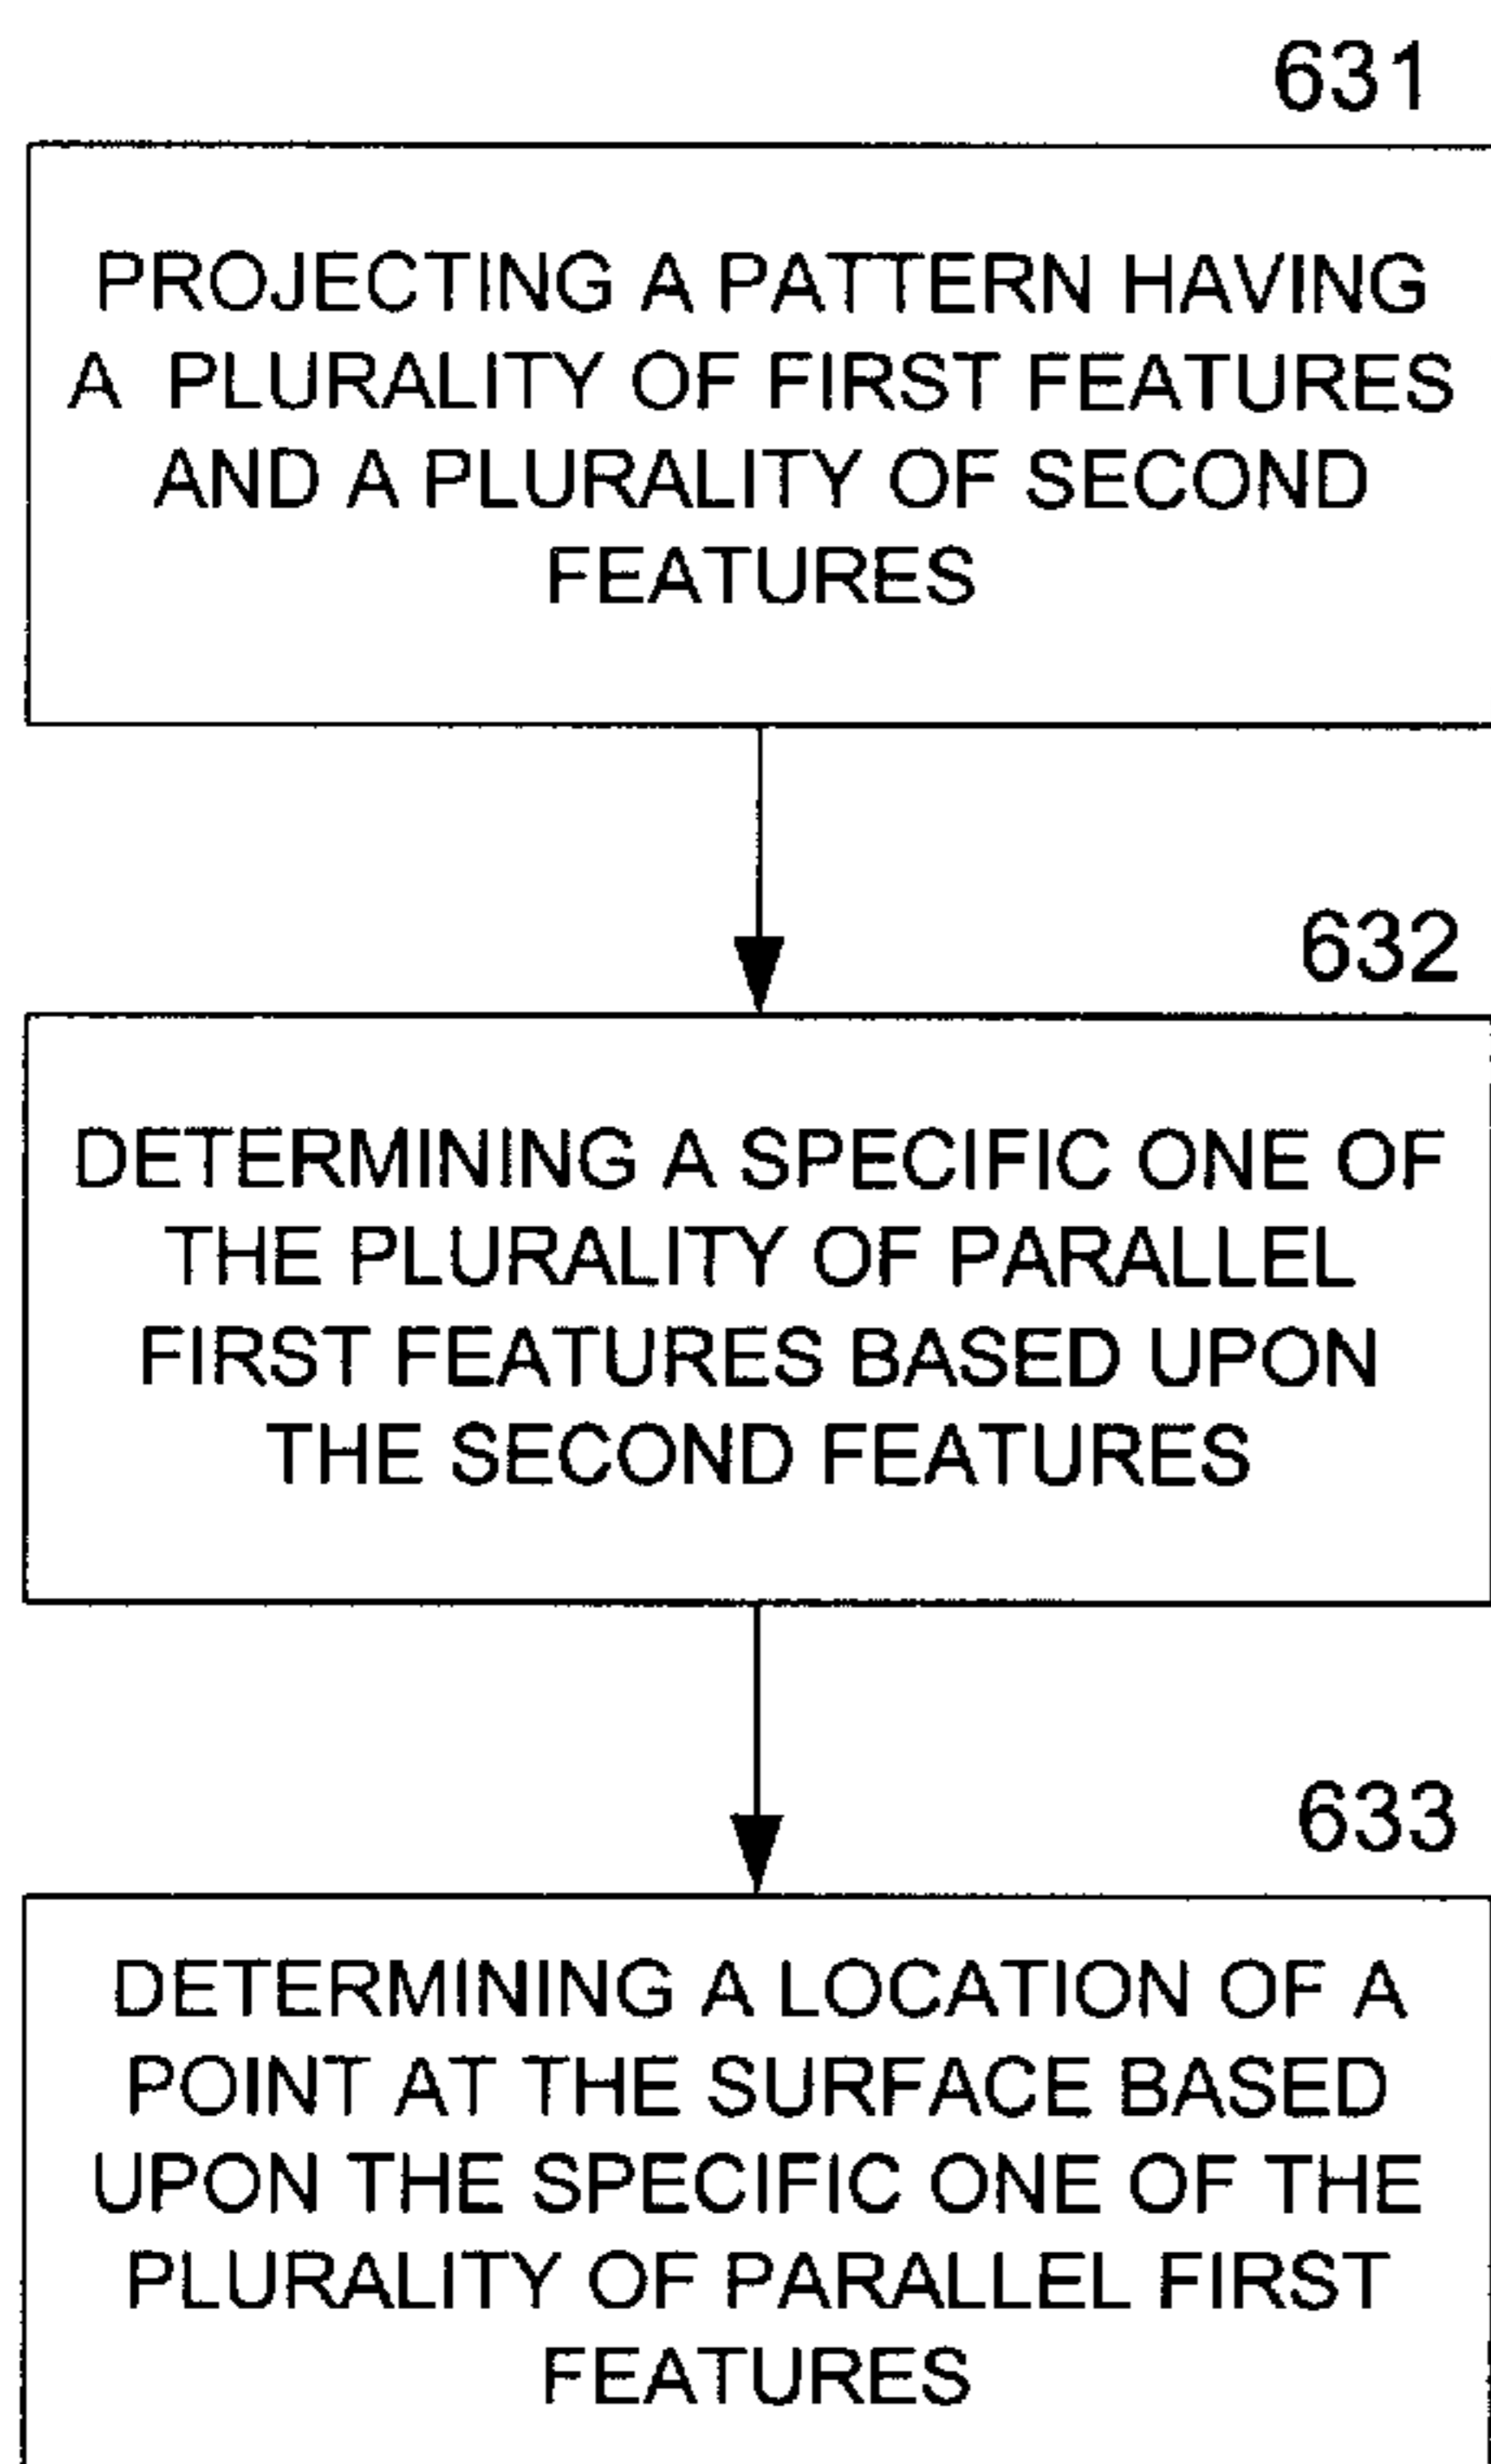 631
PROJECTING A PATTERN HAVING
A PLURALITY OF FIRST FEATURES
AND A PLURALITY OF SECOND
FEATURES
632
DETERMINING A SPECIFIC ONE OF
THE PLURALITY OF PARALLEL
FIRST FEATURES BASED UPON
THE SECOND FEATURES
633
DETERMINING A LOCATION OF A
POINT AT THE SURFACE BASED
UPON THE SPECIFIC ONE OF THE
PLURALITY OF PARALLEL FIRST
FEATURES